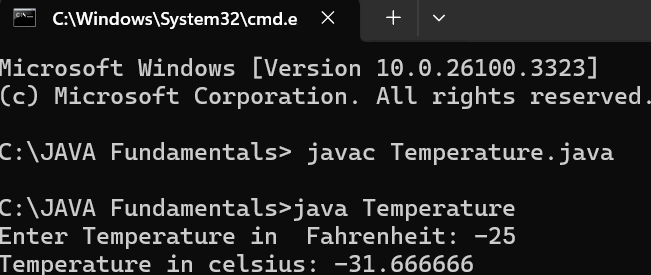 C:\Windows\System32\cmd.e
Microsoft Windows [Version 10.0.26100.3323]
(c) Microsoft Corporation. All rights reserved.
C:\JAVA Fundamentals> javac Temperature.java
C:\JAVA Fundamentals>java Temperature
Enter Temperature in  Fahrenheit: -25
Temperature in celsius: -31.666666